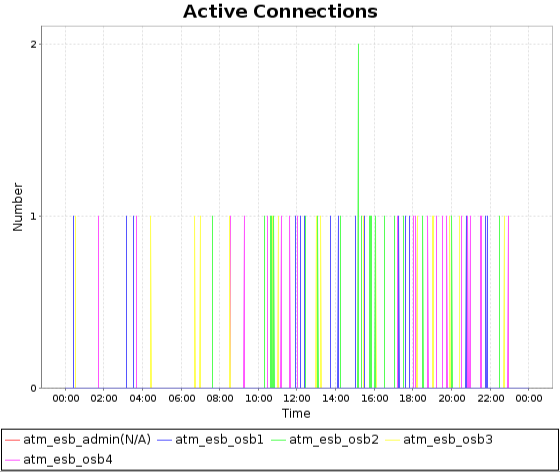 Active Connections
2
1
0
Number
00:00 02:00 04:00 06:00 08:00 10:00 12:00 14:00 16:00 18:00 20:00 22:00 00:00
Time
atm_esb_admin(N/A) atm_esb_osb1 atm_esb_osb2 atm_esb_osb3
atm_esb_osb4